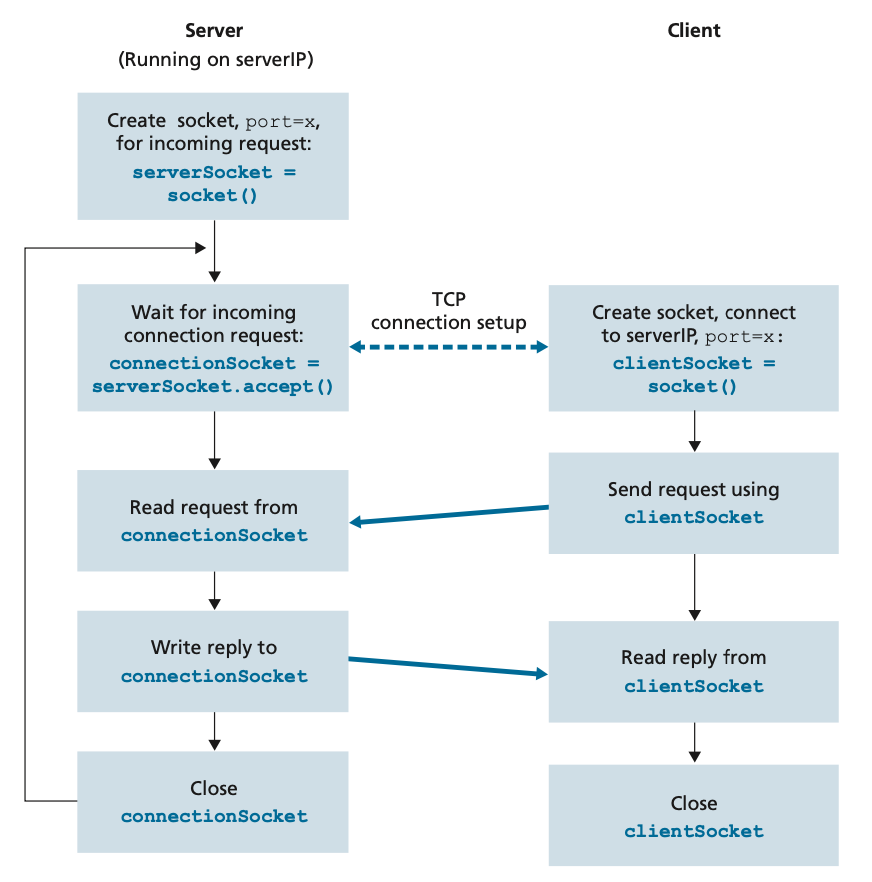 Server
(Running on serverIP)
Create socket, port=x,
for incoming request:
serverSocket =
socket()
Wait for incoming
connection request:
connectionSocket =
serverSocket.accept()
Read request from
connectionSocket
Write reply to
connectionSocket
Close
connectionSocket
TCP
connection setup
Client
Create socket, connect
to serverIP, port=x:
clientSocket =
socket()
Send request using
clientSocket
Read reply from
clientSocket
Close
clientSocket